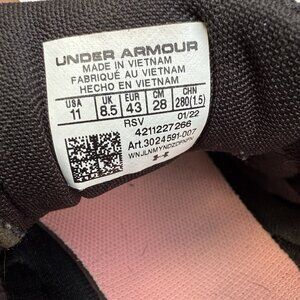 UNDER ARMOUR
MADE IN VIETNAM
FABRIQUÉ AU VIETNAM
HECHO EN VIETNAM
USA UK EUR CM CHN
11 8.5 43 28 280(1.5)
RSV 01/22
4211227266
Art.3024591-007